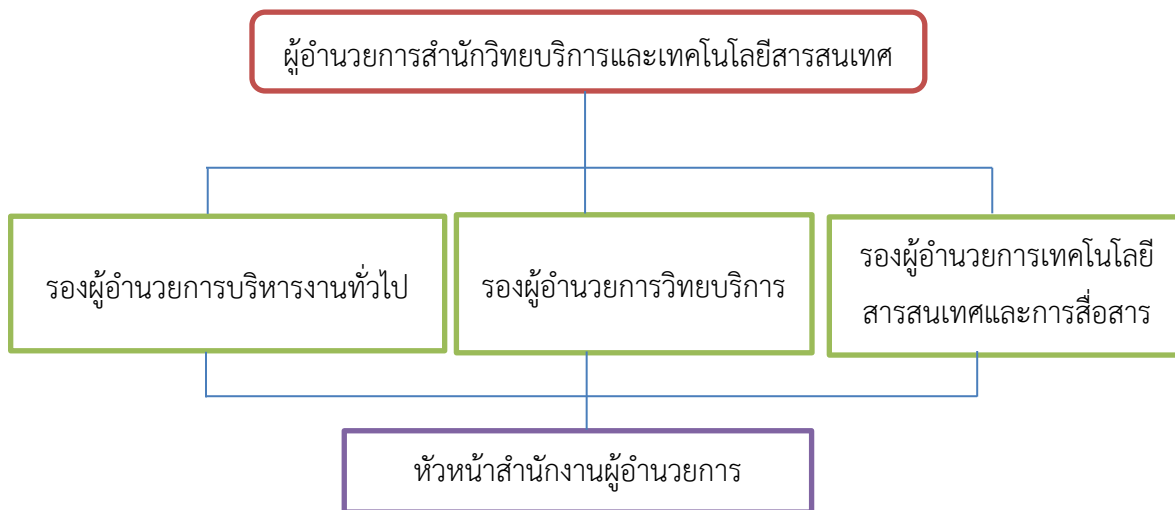 ผู้อำนวยการสำนักวิทยบริการและเทคโนโลยีสารสนเทศ
รองผู้อำนวยการบริหารงานทั่วไป
รองผู้อำนวยการวิทยบริการ
รองผู้อำนวยการเทคโนโลยี
สารสนเทศและการสื่อสาร
หัวหน้าสำนักงานผู้อำนวยการ